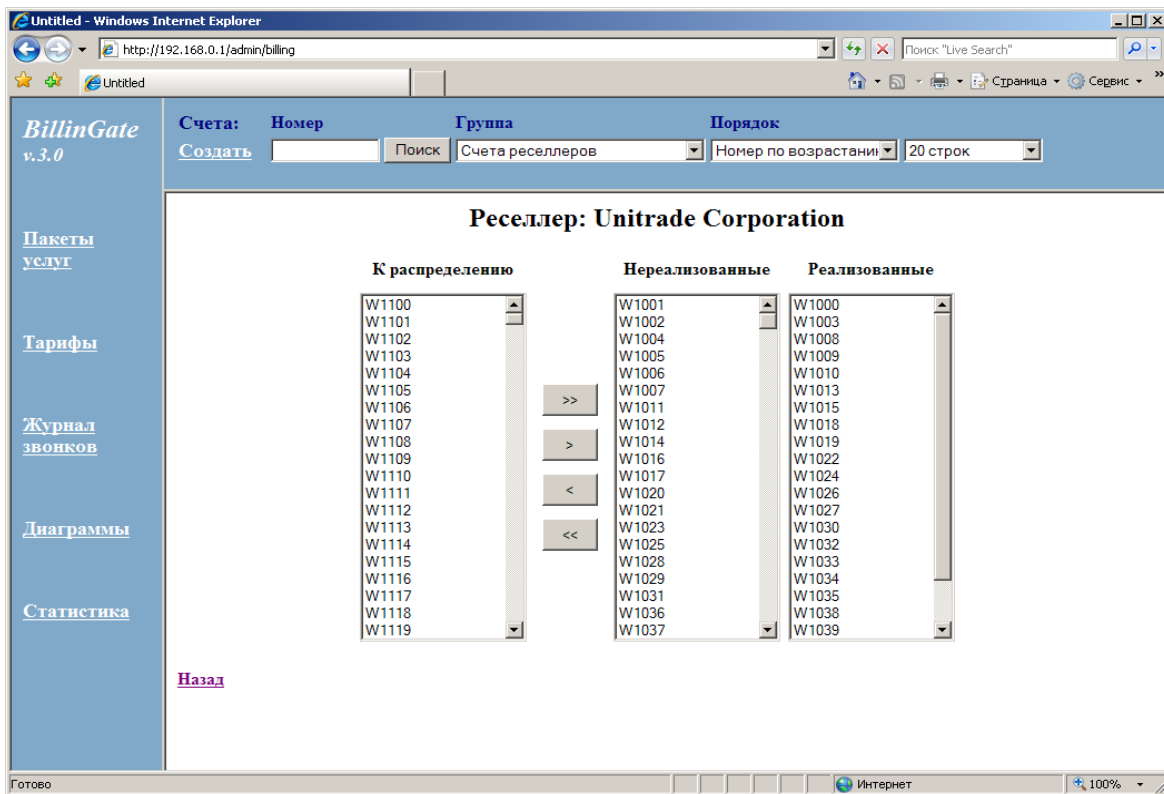 Untitled - Windows Internet Explorer
http://192.168.0.1/admin/billing
Поиск "Live Search"
Untitled
Страница
Сервис
»
BillinGate
v.3.0
Счета:
Номер
Группа
Порядок
Создать
Поиск
Счета реселлеров
Номер по возрастани
20 строк
Пакеты
услуг
Тарифы
Журнал
звонков
Диаграммы
Статистика
Реселлер: Unitrade Corporation
К распределению
W1100
W1101
W1102
W1103
W1104
W1105
W1106
W1107
W1108
W1109
W1110
W1111
W1112
W1113
W1114
W1115
W1116
W1117
W1118
W1119
>>
>
<
<<
Нереализованные
W1001
W1002
W1004
W1005
W1006
W1007
W1011
W1012
W1014
W1016
W1017
W1020
W1021
W1023
W1025
W1028
W1029
W1031
W1036
W1037
Реализованные
W1000
W1003
W1008
W1009
W1010
W1013
W1015
W1018
W1019
W1022
W1024
W1026
W1027
W1030
W1032
W1033
W1034
W1035
W1038
W1039
Назад
Готово
Интернет
100%